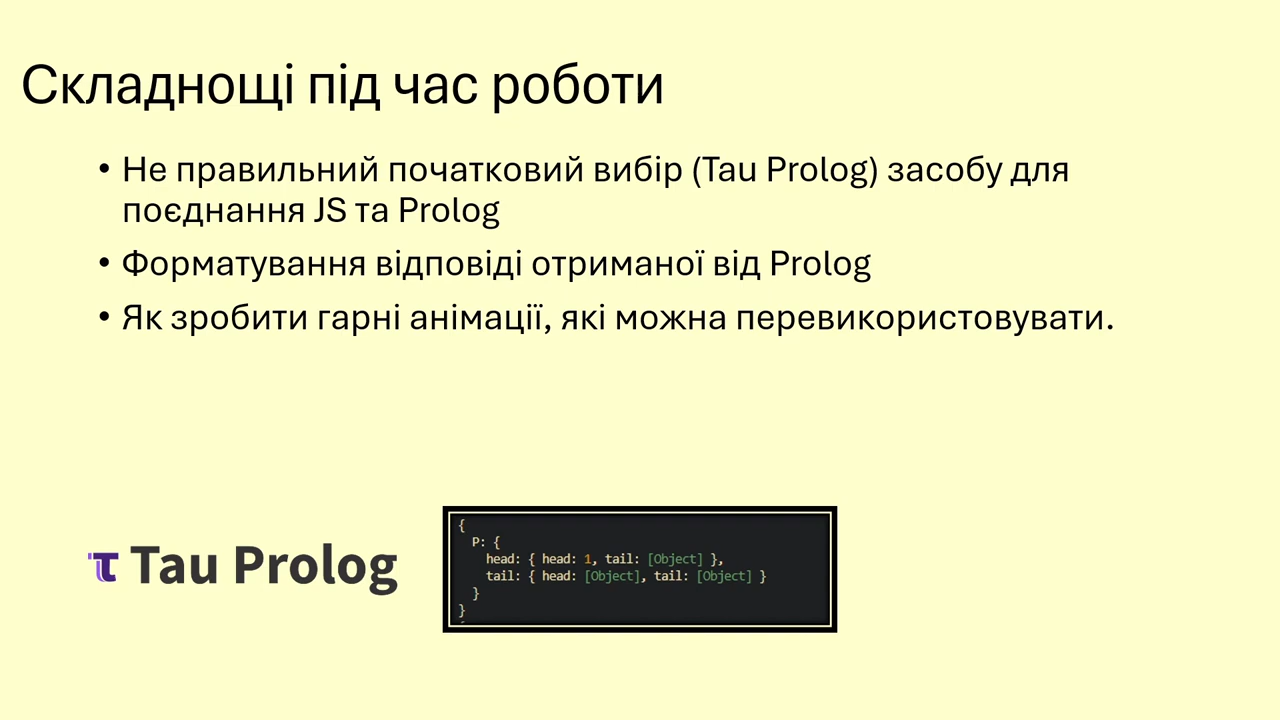 Складнощі під час роботи
• Не правильний початковий вибір (Tau Prolog) засобу для
поєднання JS та Prolog
• Форматування відповіді отриманої від Prolog
• Як зробити гарні анімації, які можна перевикористовувати.
τ Tau Prolog
{
P: {
head: { head: 1, tail: [Object] },
tail: { head: [Object], tail: [Object] }
}
}